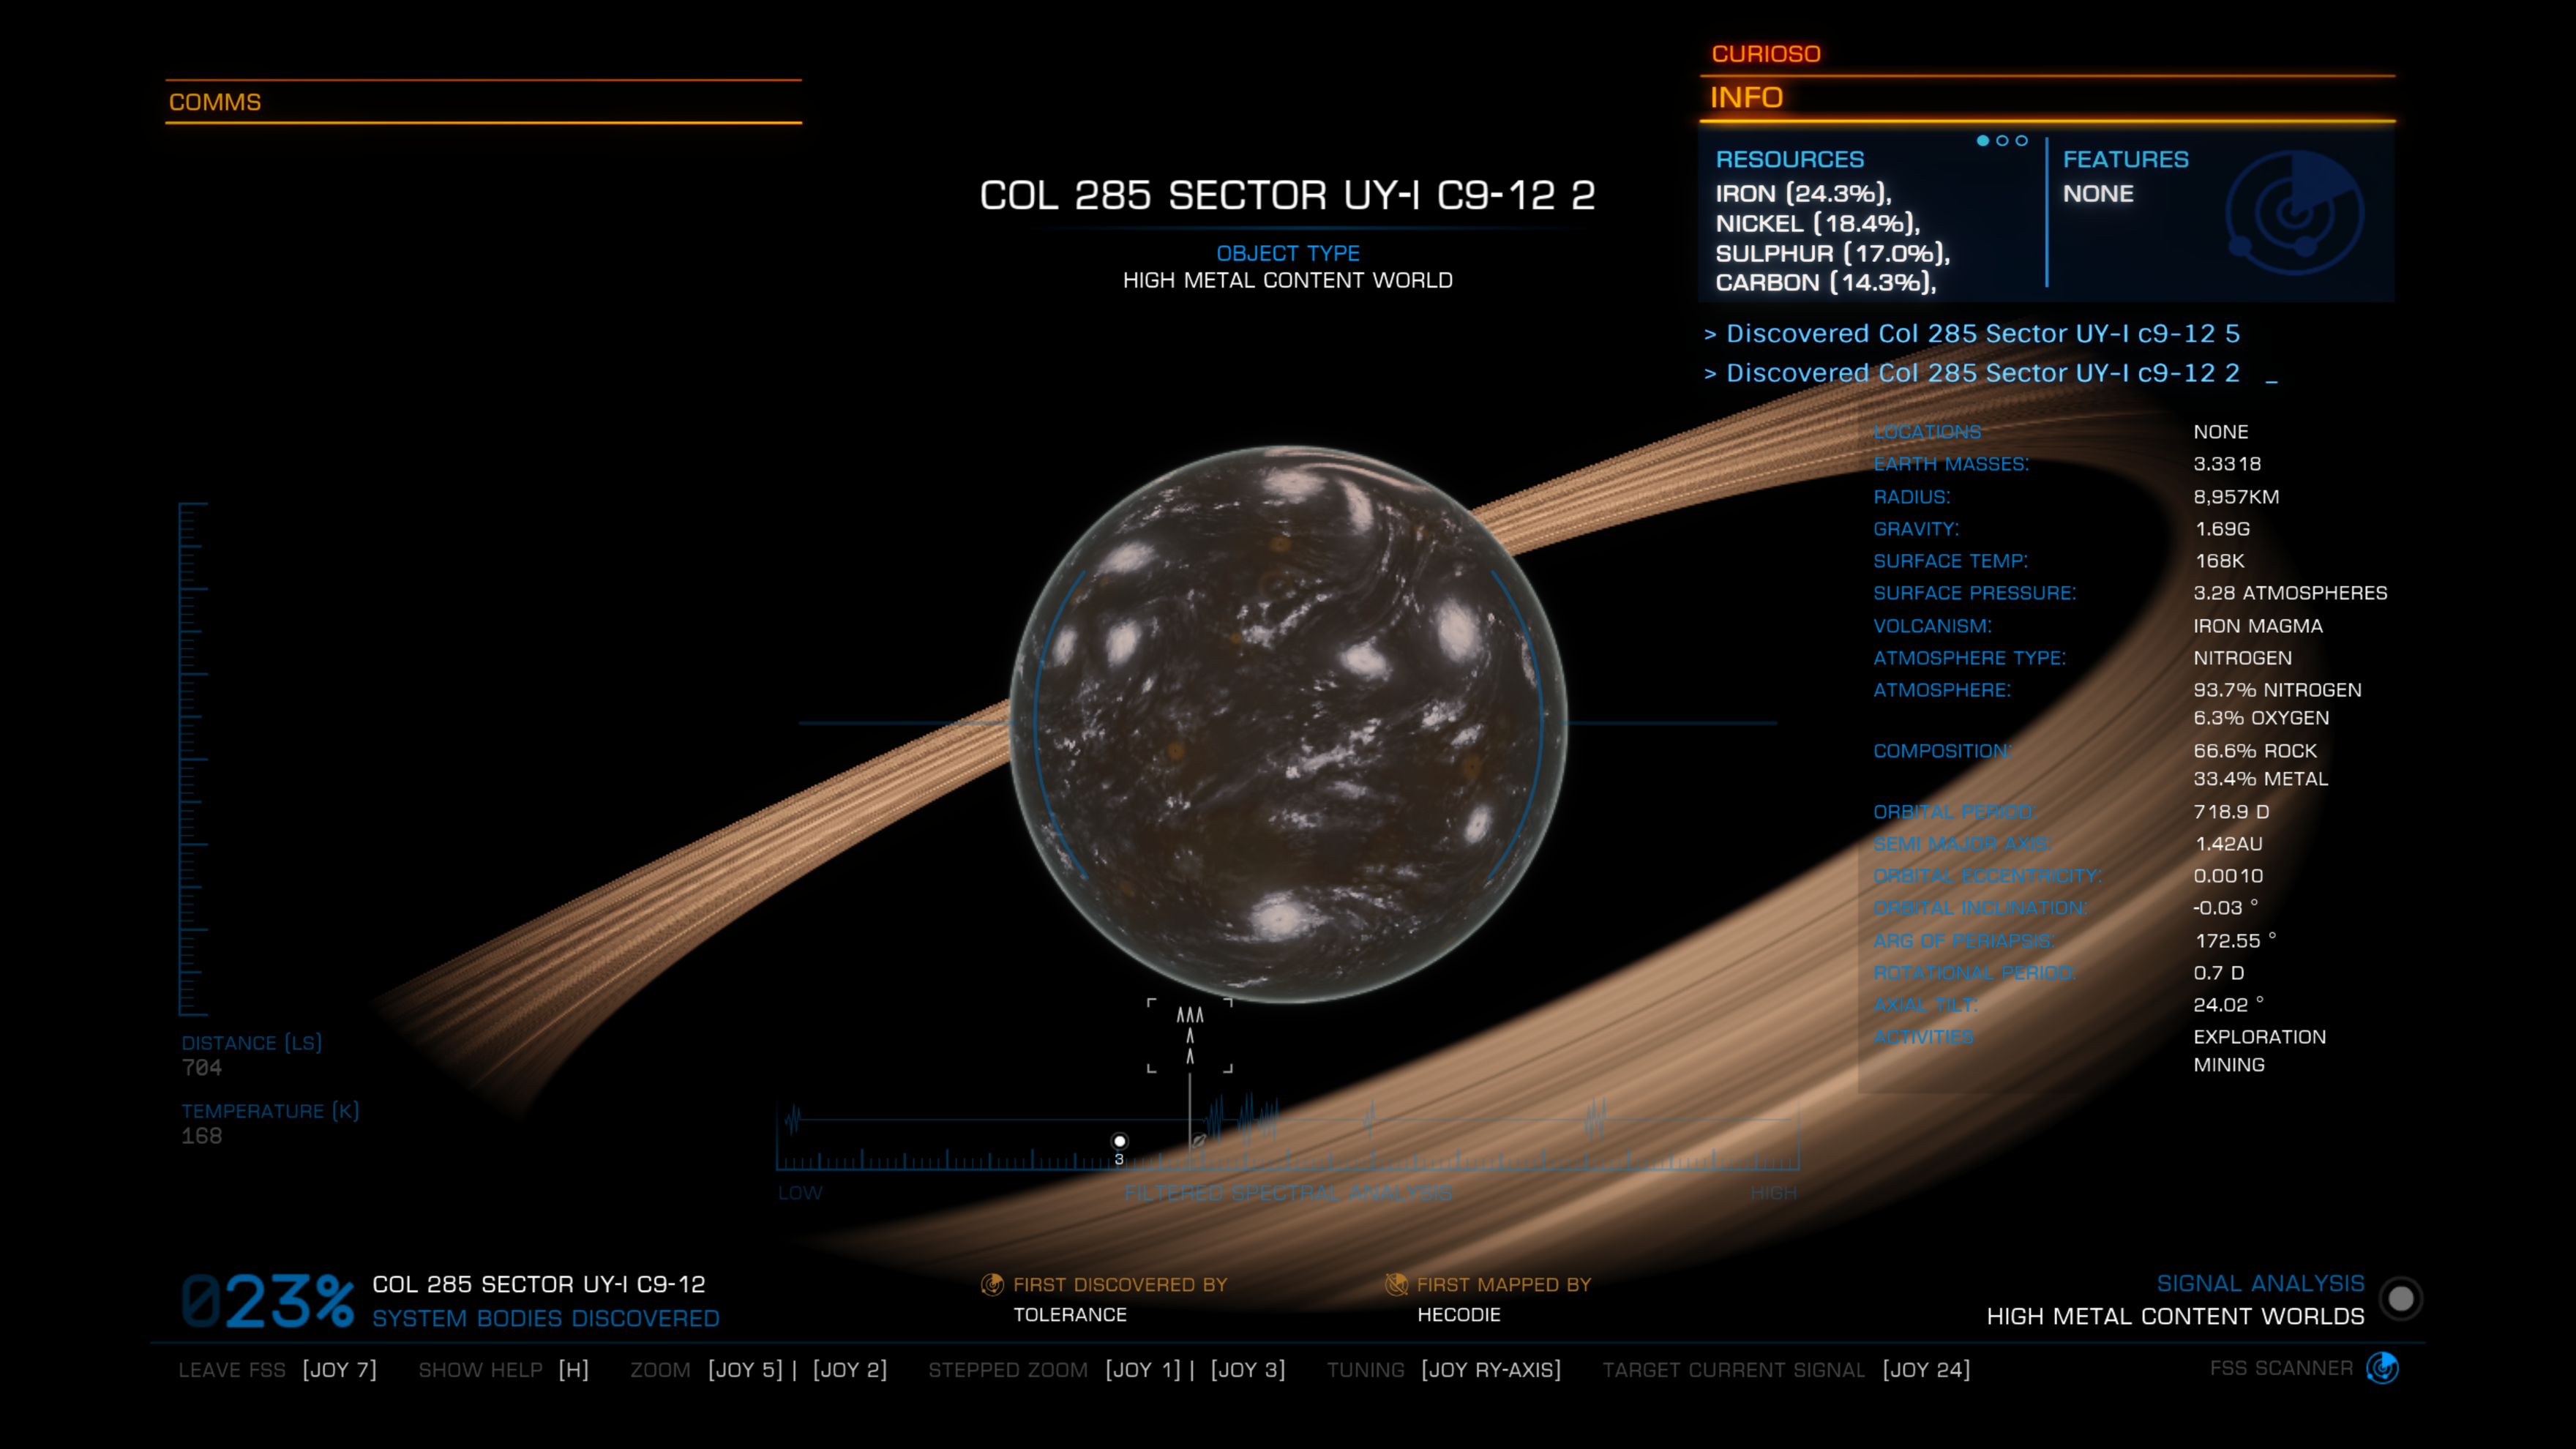 CURIOSO
COMMS
INFO
RESOURCES
IRON (24.3%),
NICKEL (18.4%),
SULPHUR (17.0%),
CARBON (14.3%),
FEATURES
NONE
COL 285 SECTOR UY-I C9-12 2
OBJECT TYPE
HIGH METAL CONTENT WORLD
> Discovered Col 285 Sector UY-I c9-12 5
> Discovered Col 285 Sector UY-I c9-12 2 _
LOCATIONS NONE
EARTH MASSES: 3.3318
RADIUS: 8,957KM
GRAVITY: 1.69G
SURFACE TEMP: 168K
SURFACE PRESSURE: 3.28 ATMOSPHERES
VOLCANISM: IRON MAGMA
ATMOSPHERE TYPE: NITROGEN
ATMOSPHERE: 93.7% NITROGEN
6.3% OXYGEN
COMPOSITION: 66.6% ROCK
33.4% METAL
ORBITAL PERIOD: 718.9 D
SEMI MAJOR AXIS: 1.42AU
ORBITAL ECCENTRICITY: 0.0010
ORBITAL INCLINATION: -0.03 °
ARG OF PERIAPSIS: 172.55 °
ROTATIONAL PERIOD: 0.7 D
AXIAL TILT: 24.02 °
ACTIVITIES EXPLORATION
MINING
DISTANCE (LS)
704
TEMPERATURE (K)
168
3
LOW FILTERED SPECTRAL ANALYSIS HIGH
023% COL 285 SECTOR UY-I C9-12
SYSTEM BODIES DISCOVERED
FIRST DISCOVERED BY
TOLERANCE
FIRST MAPPED BY
HECODIE
SIGNAL ANALYSIS
HIGH METAL CONTENT WORLDS
LEAVE FSS [JOY 7] SHOW HELP [H] ZOOM [JOY 5] | [JOY 2] STEPPED ZOOM [JOY 1] | [JOY 3] TUNING [JOY RY-AXIS] TARGET CURRENT SIGNAL [JOY 24] FSS SCANNER